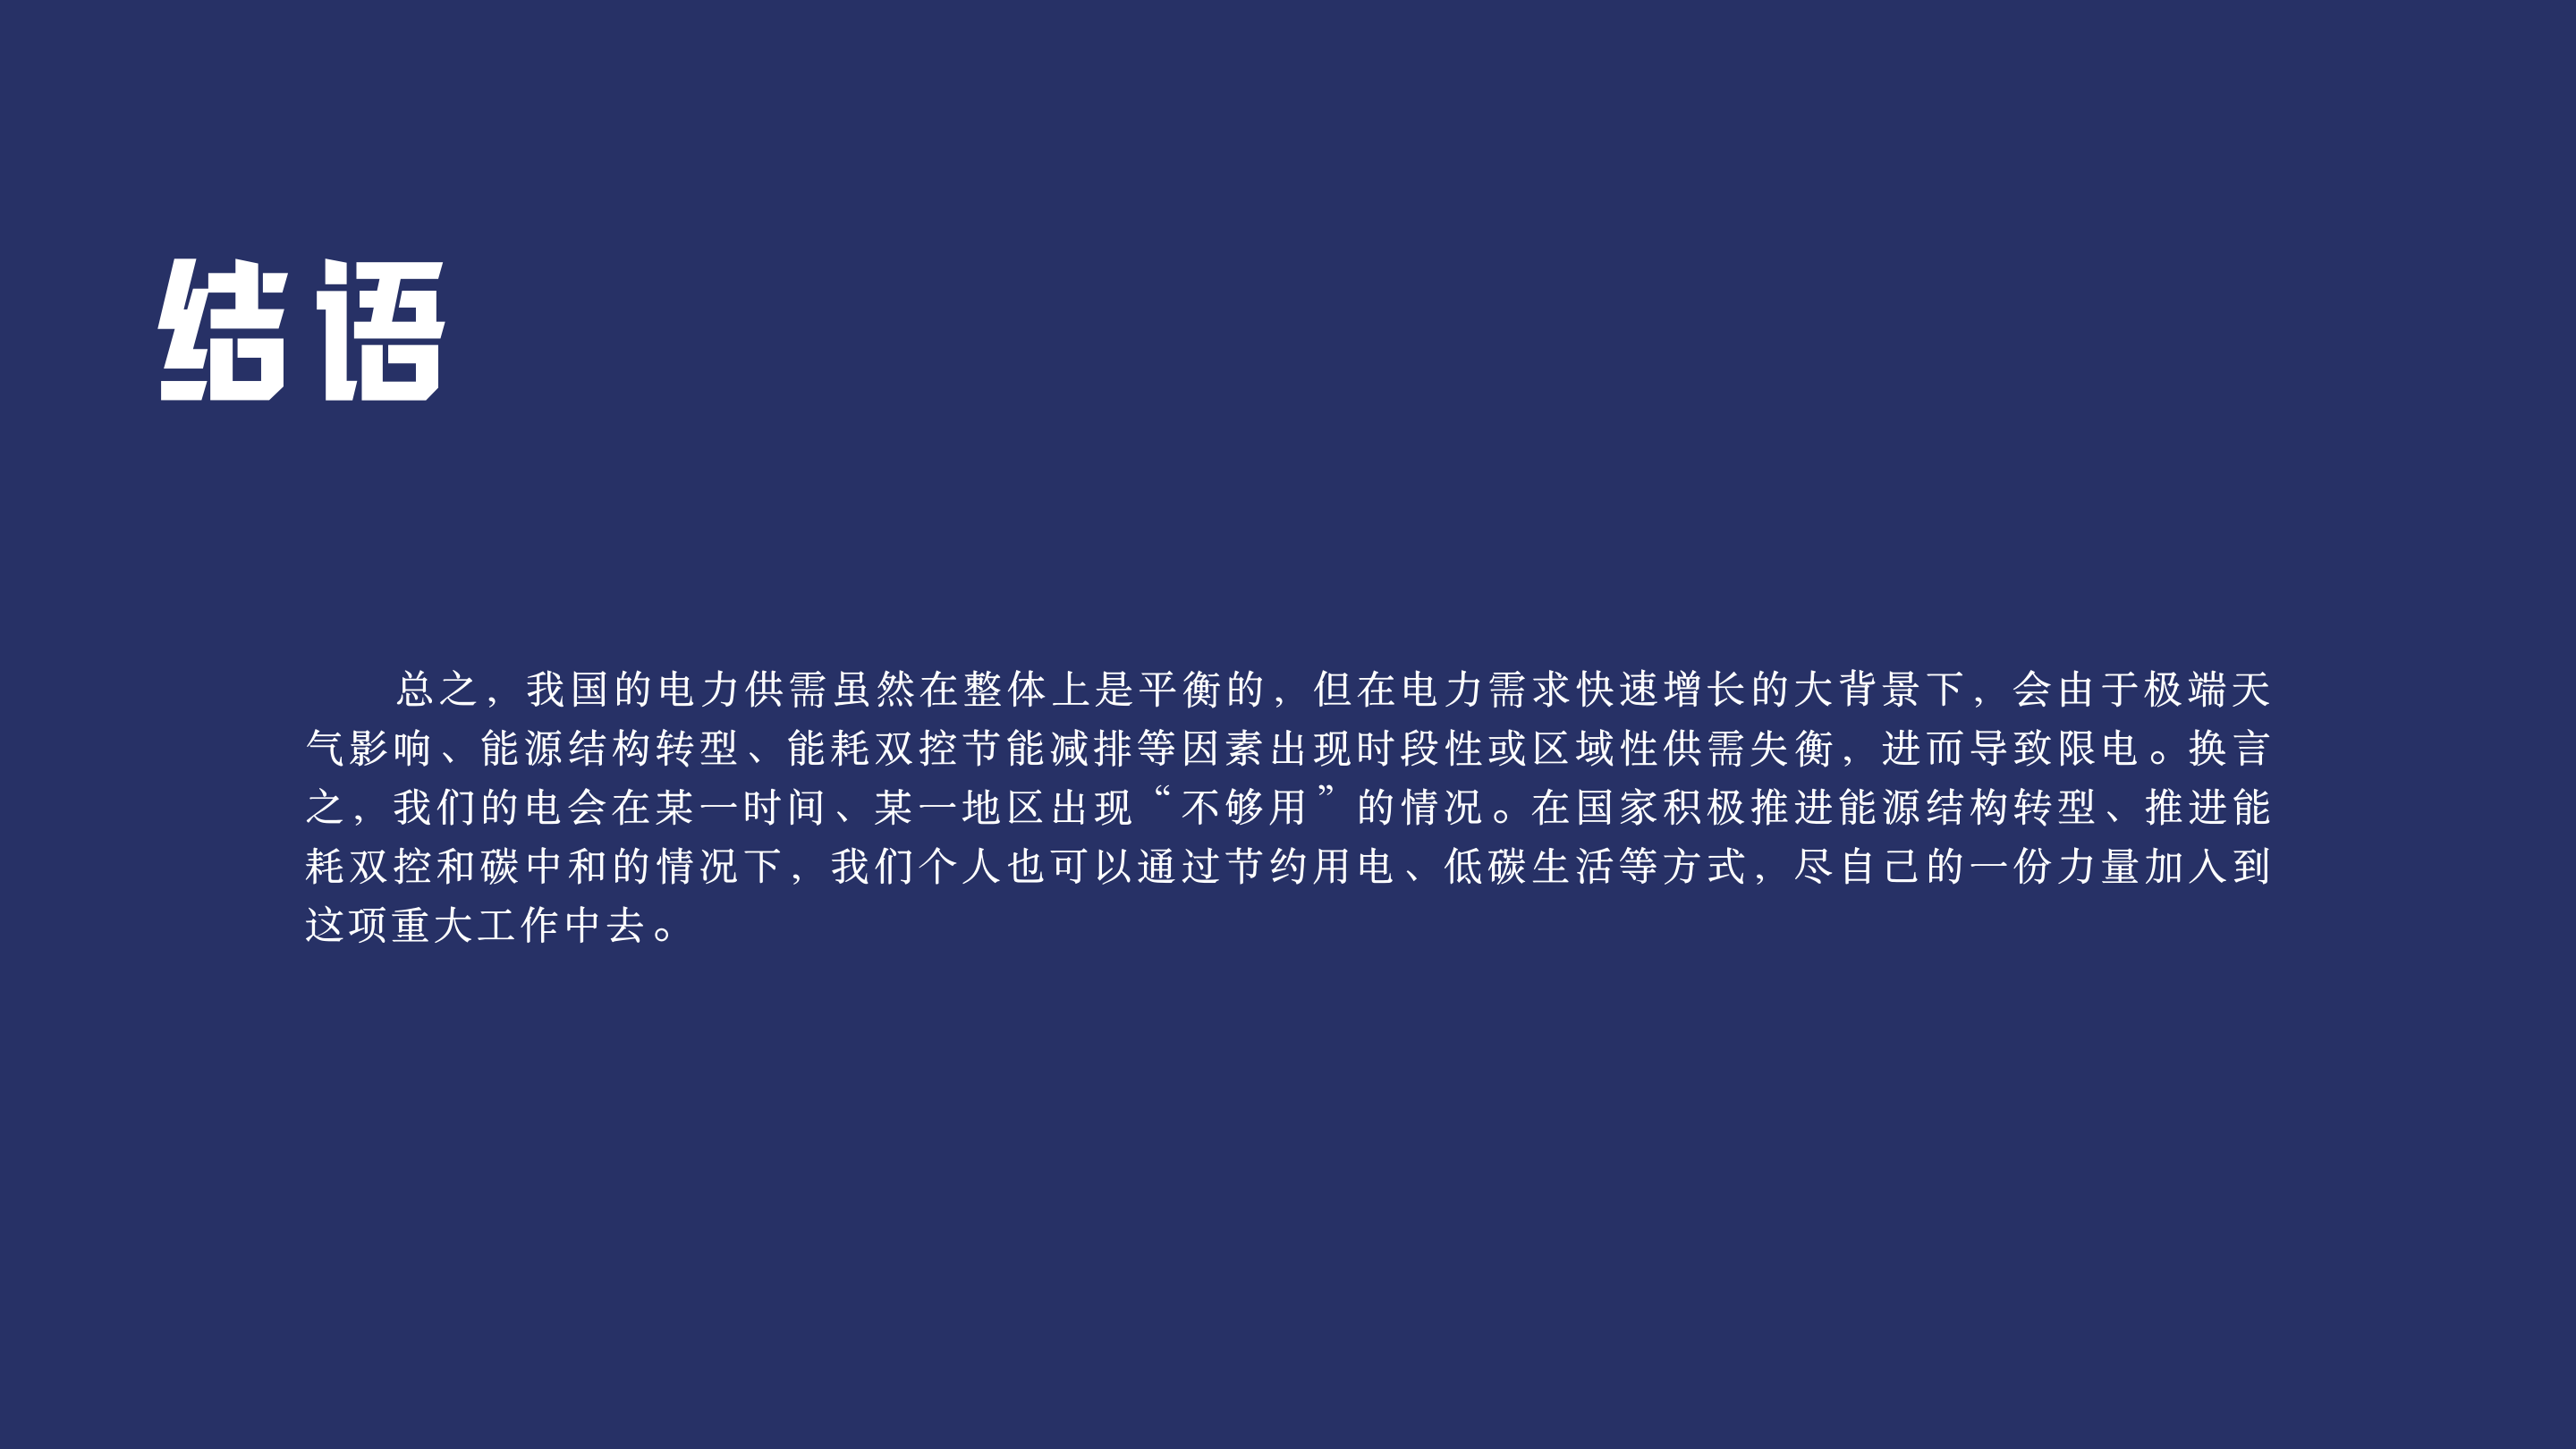 结语
总之，我国的电力供需虽然在整体上是平衡的，但在电力需求快速增长的大背景下，会由于极端天
气影响、能源结构转型、能耗双控节能减排等因素出现时段性或区域性供需失衡，进而导致限电。换言
之，我们的电会在某一时间、某一地区出现“不够用”的情况。在国家积极推进能源结构转型、推进能
耗双控和碳中和的情况下，我们个人也可以通过节约用电、低碳生活等方式，尽自己的一份力量加入到
这项重大工作中去。